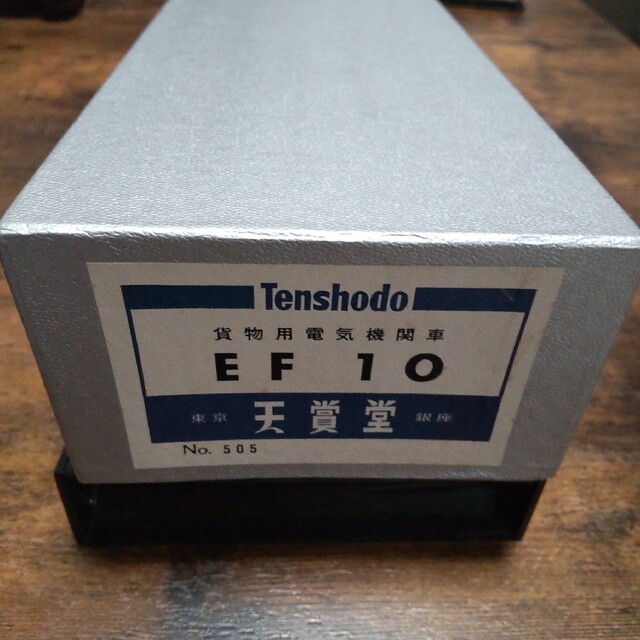 Tenshodo
貨物用電気機関車
EF 10
東京 天賞堂 銀座
No. 505